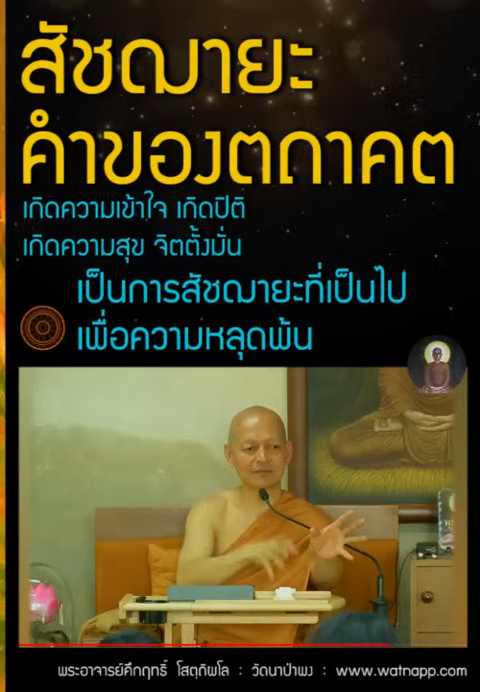 สัชฌายะ
คำของตถาคต
เกิดความเข้าใจ เกิดปิติ
เกิดความสุข จิตตั้งมั่น
เป็นการสัชฌายะที่เป็นไป
เพื่อความหลุดพ้น
พระอาจารย์คึกฤทธิ์ โสตฺถิผโล : วัดนาป่าพง : www.watnapp.com